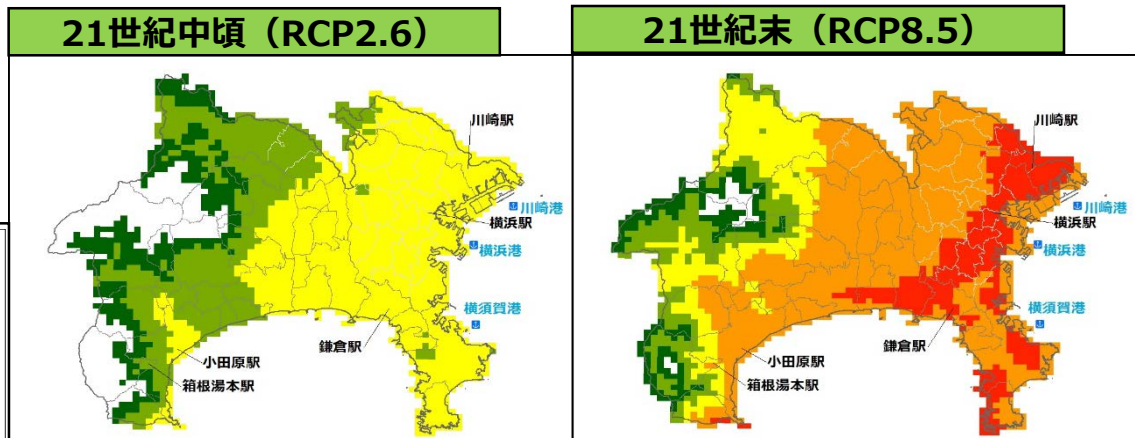 21世紀中頃（RCP2.6）
川崎駅
川崎港
横浜駅
横浜港
横須賀港
鎌倉駅
小田原駅
箱根湯本駅
21世紀末（RCP8.5）
川崎駅
川崎港
横浜駅
横浜港
横須賀港
鎌倉駅
小田原駅
箱根湯本駅